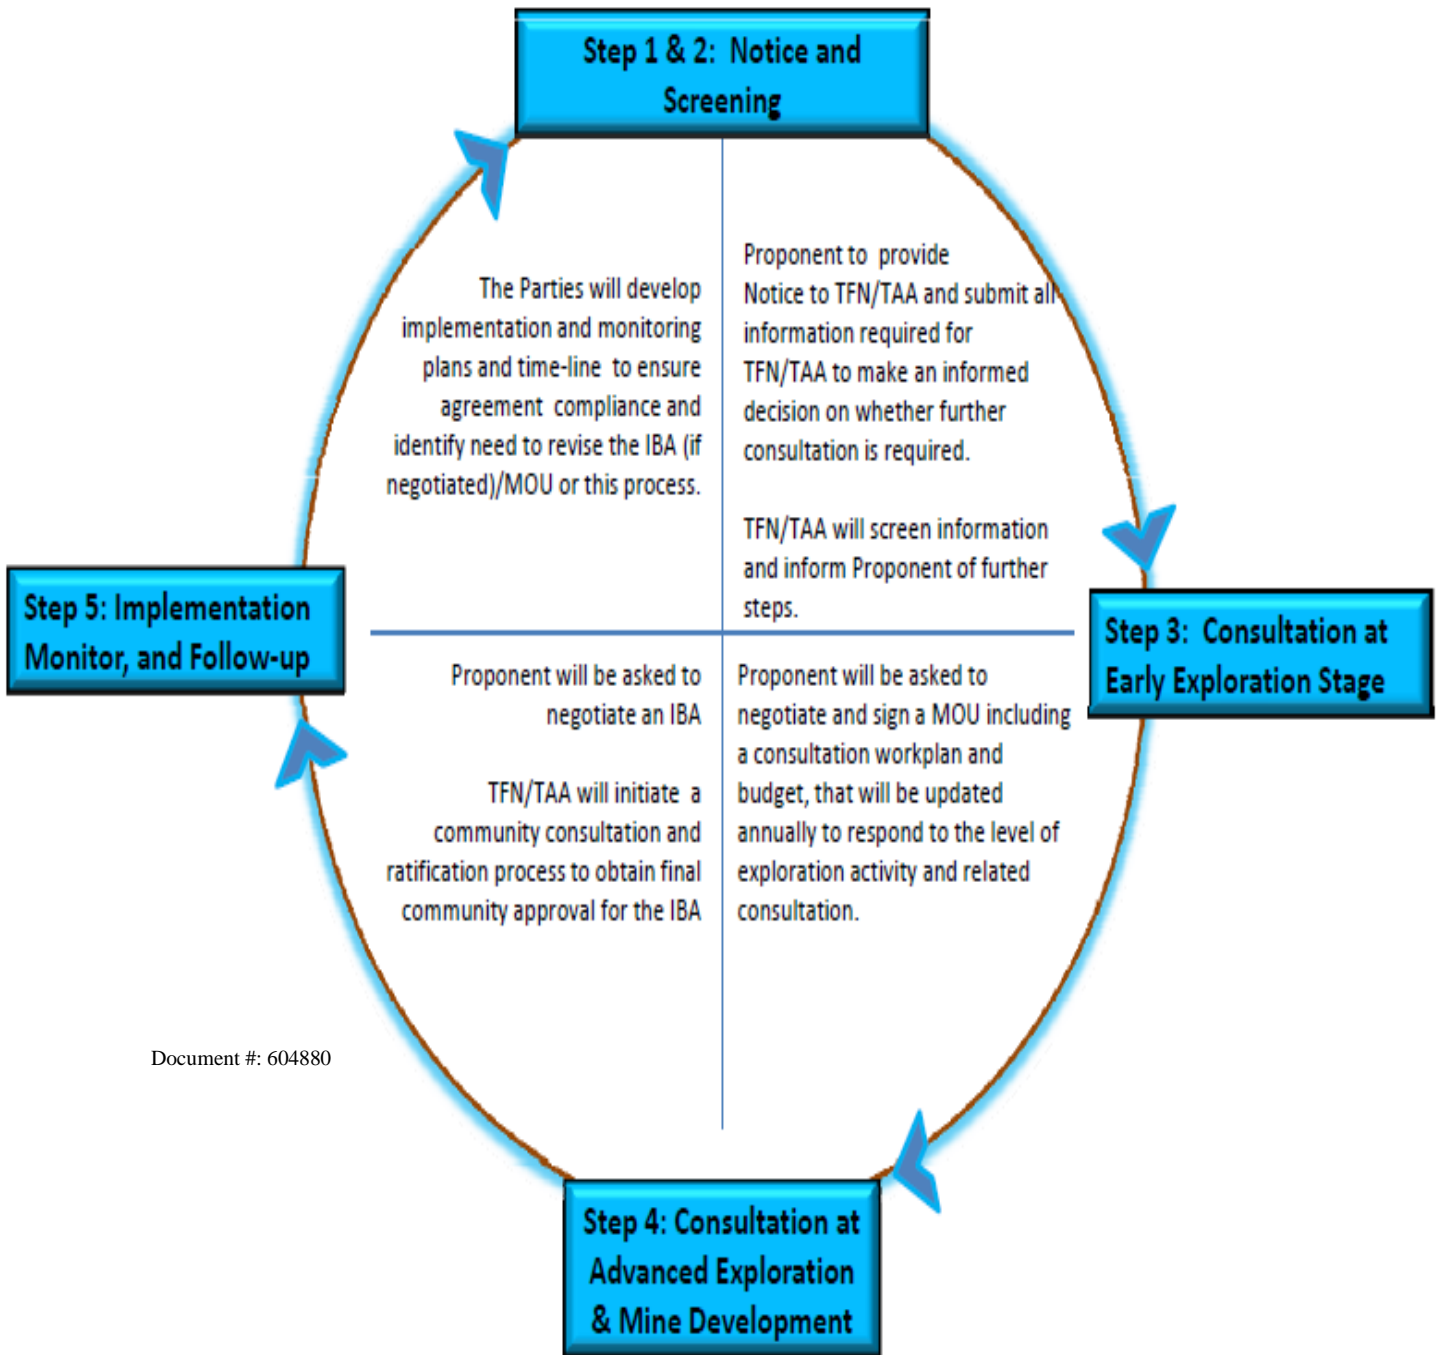 Step 1 & 2: Notice and
Screening
Proponent to provide
Notice to TFN/TAA and submit all
information required for
TFN/TAA to make an informed
decision on whether further
consultation is required.
TFN/TAA will screen information
and inform Proponent of further
steps.
Step 3: Consultation at
Early Exploration Stage
Proponent will be asked to
negotiate and sign a MOU including
a consultation workplan and
budget, that will be updated
annually to respond to the level of
exploration activity and related
consultation.
Step 4: Consultation at
Advanced Exploration
& Mine Development
Proponent will be asked to
negotiate an IBA
TFN/TAA will initiate a
community consultation and
ratification process to obtain final
community approval for the IBA
Step 5: Implementation
Monitor, and Follow-up
The Parties will develop
implementation and monitoring
plans and time-line to ensure
agreement compliance and
identify need to revise the IBA (if
negotiated)/MOU or this process.
Document #: 604880